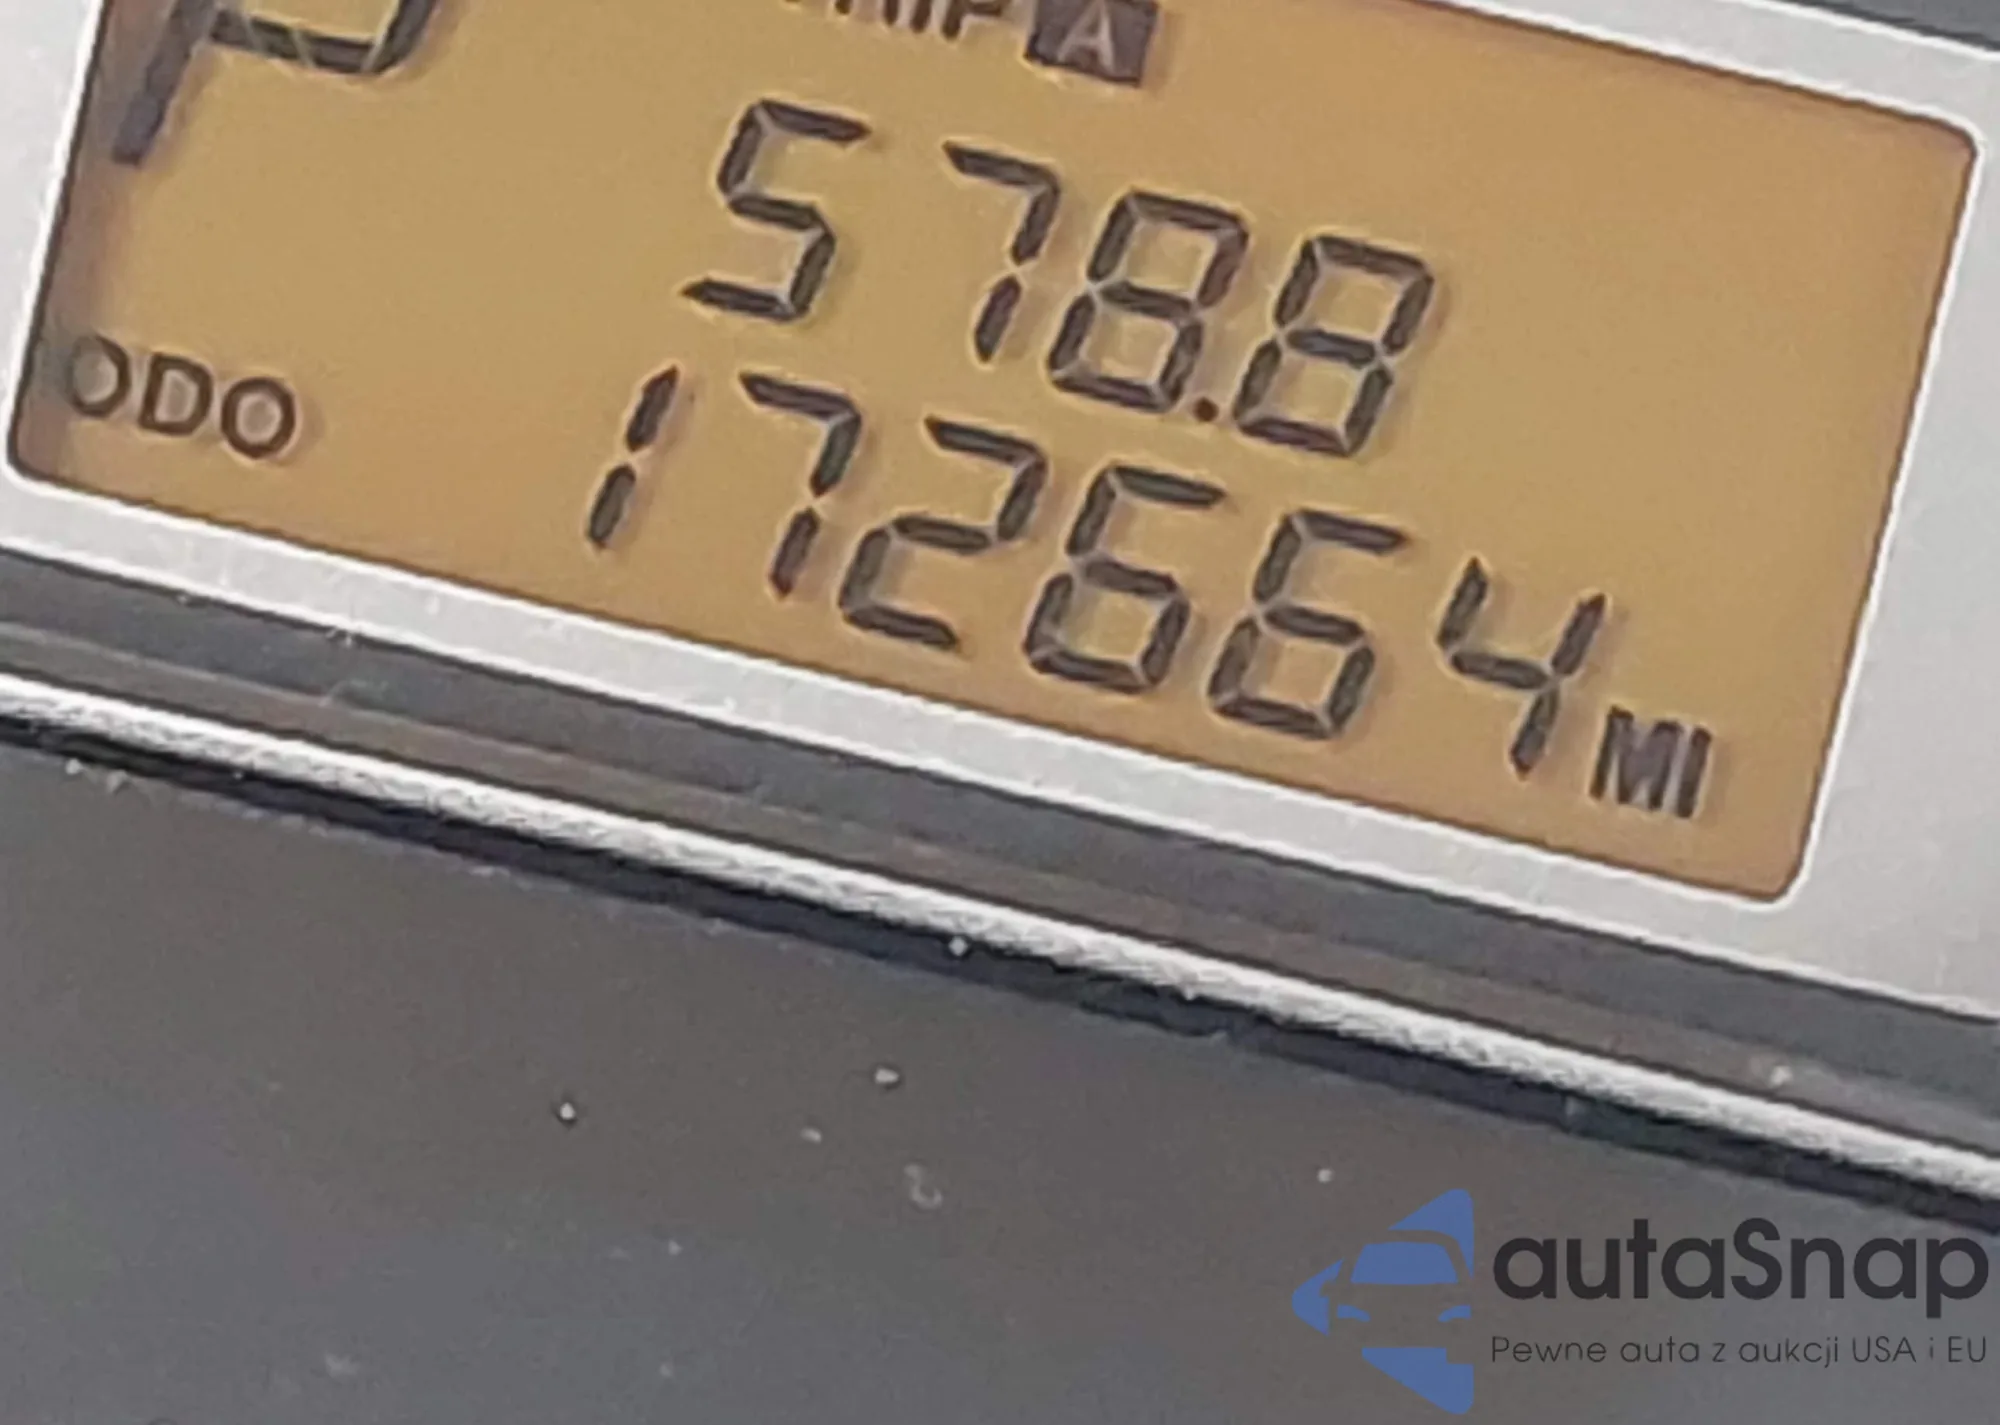 P
TRIP A
578.8
ODO 172664 MI
autaSnap
Pewne auta z aukcji USA i EU